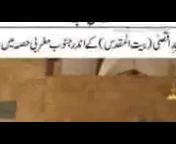 اقصیٰ (بیت المقدس) کے اندر جنوب مغربی حصہ میں